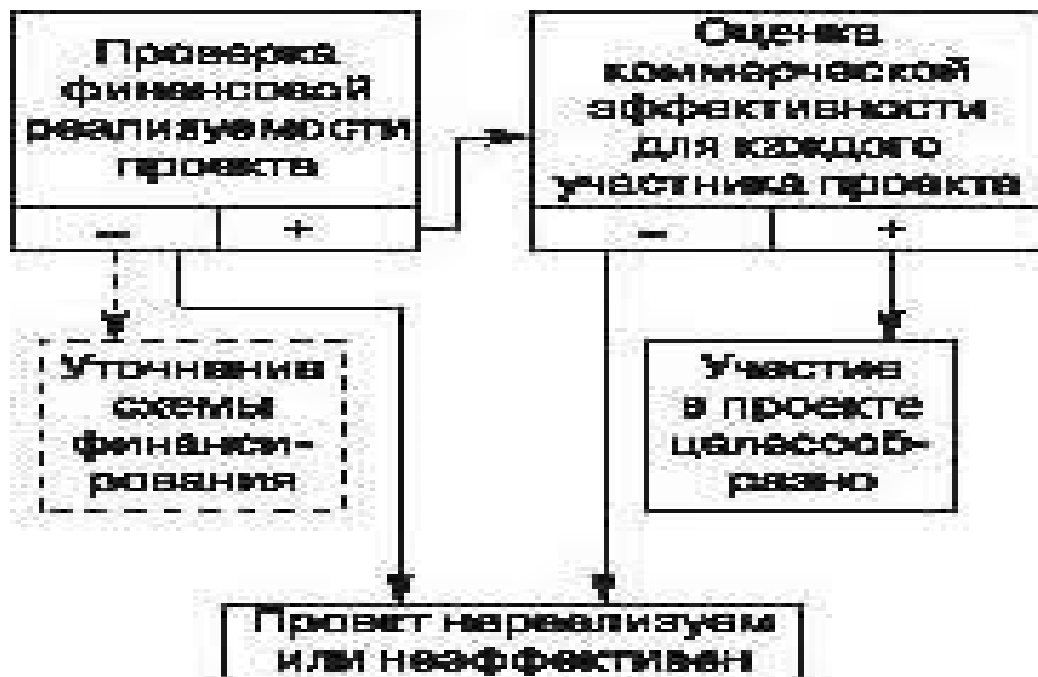 Проверка
финансовой
реализуемости
проекта
− +
Оценка
коммерческой
эффективности
для каждого
участника проекта
− +
Уточнение
схемы
финанси-
рования
Участие
в проекте
целесооб-
разно
Проект нереализуем
или неэффективен